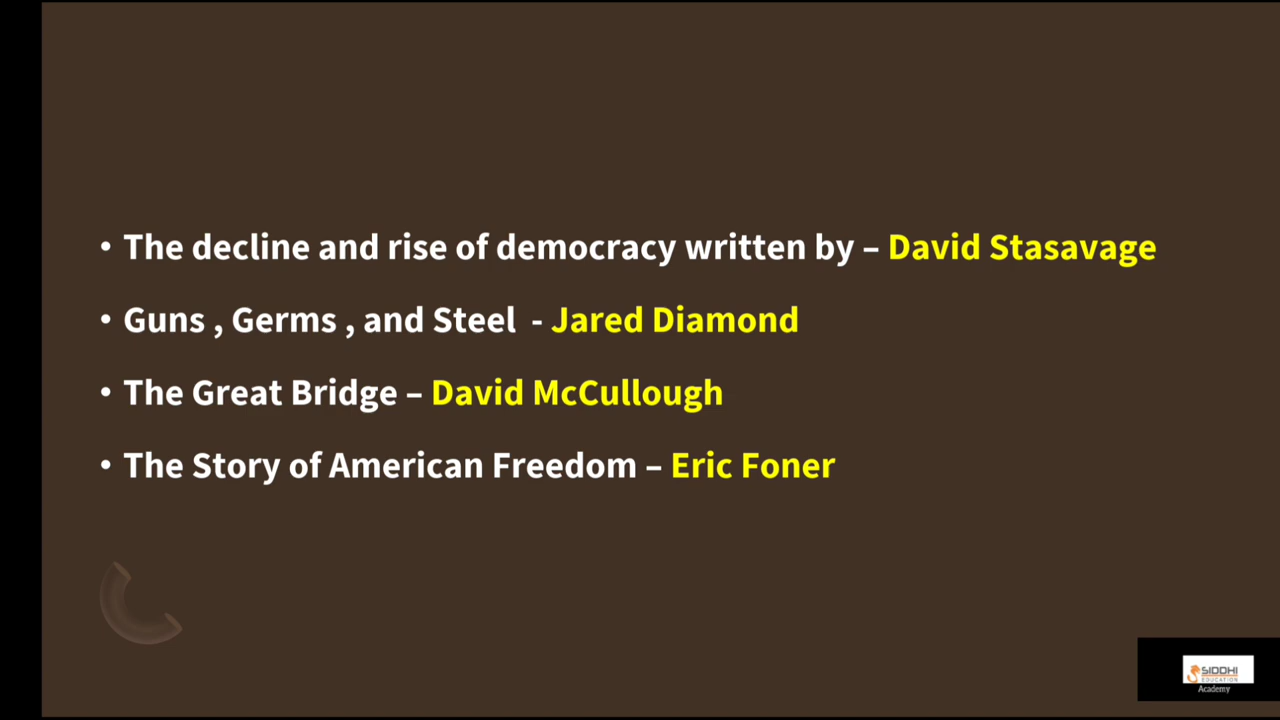 • The decline and rise of democracy written by – David Stasavage
• Guns , Germs , and Steel - Jared Diamond
• The Great Bridge – David McCullough
• The Story of American Freedom – Eric Foner
SIDDHI
EDUCATION
Academy